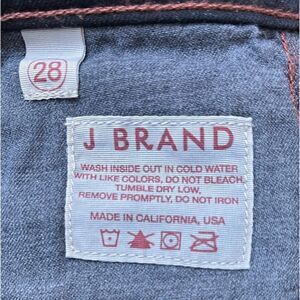 28
J BRAND
WASH INSIDE OUT IN COLD WATER
WITH LIKE COLORS, DO NOT BLEACH,
TUMBLE DRY LOW,
REMOVE PROMPTLY, DO NOT IRON
MADE IN CALIFORNIA, USA